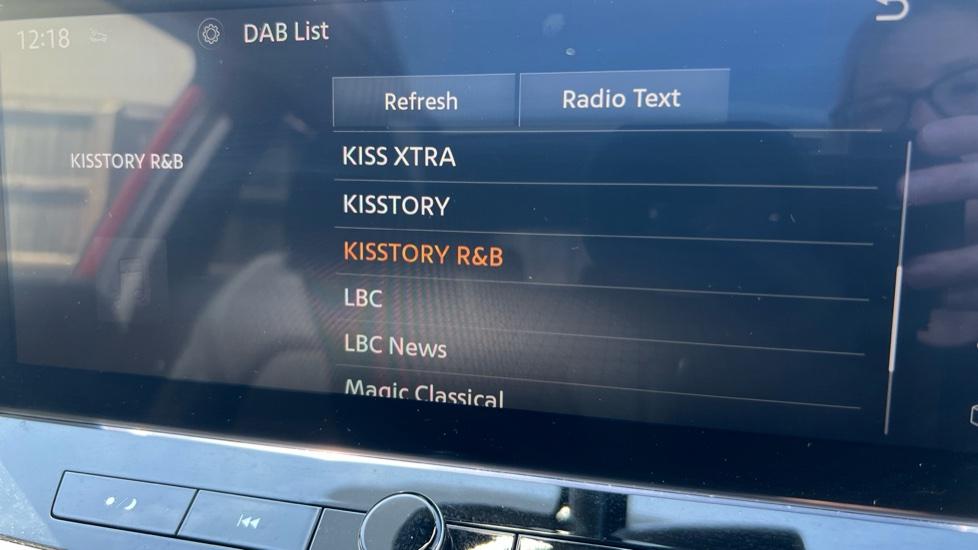 12:18
DAB List
Refresh
Radio Text
KISSTORY R&B
KISS XTRA
KISSTORY
KISSTORY R&B
LBC
LBC News
Magic Classical